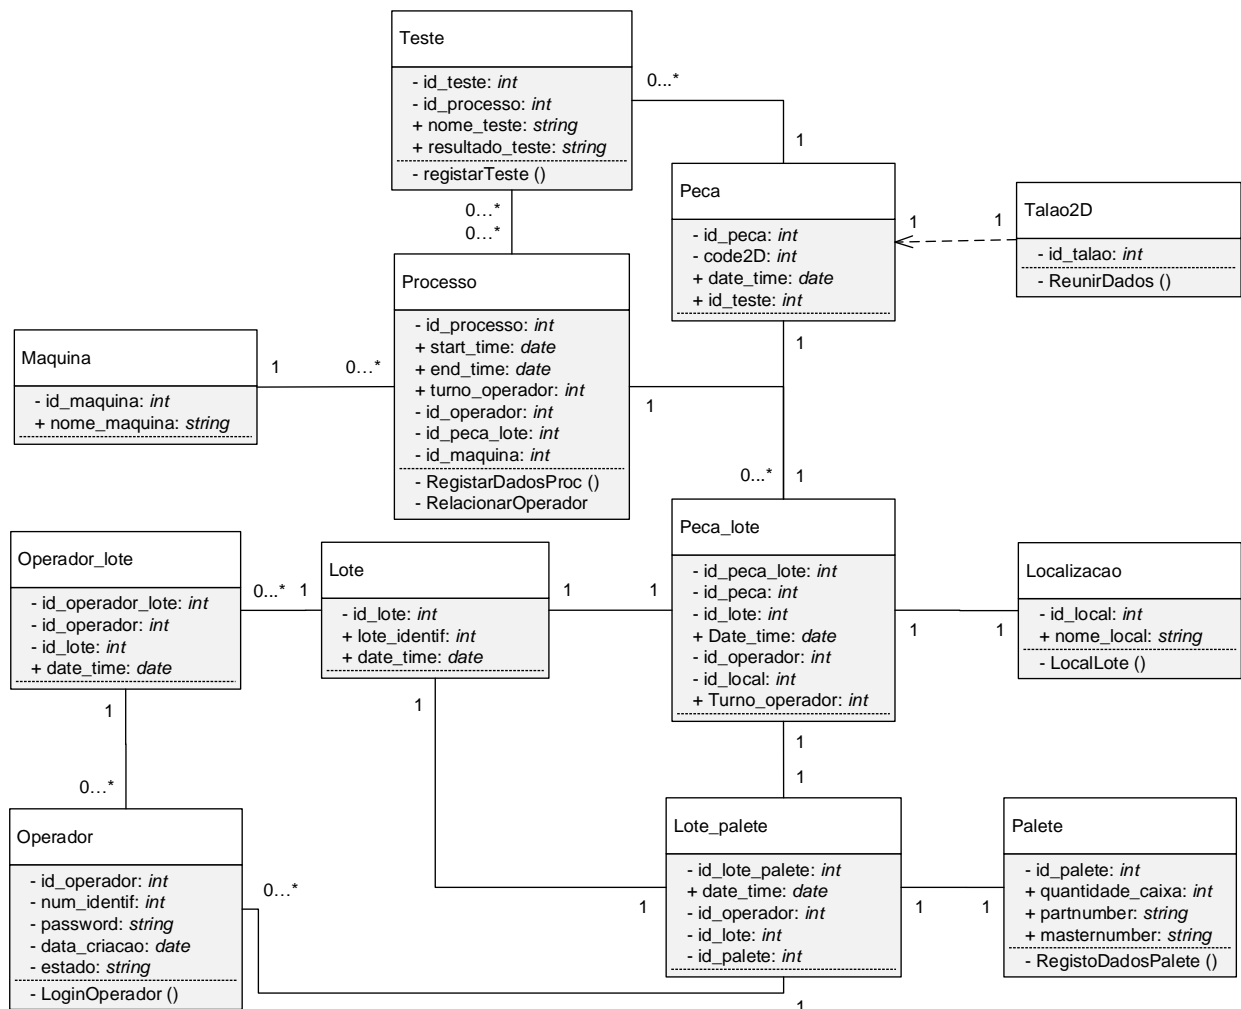 Teste
- id_teste: int
- id_processo: int
+ nome_teste: string
+ resultado_teste: string
- registarTeste ()
0...*
1
0...*
0...*
Peca
- id_peca: int
- code2D: int
+ date_time: date
+ id_teste: int
1
1
Talao2D
- id_talao: int
- ReunirDados ()
Processo
- id_processo: int
+ start_time: date
+ end_time: date
+ turno_operador: int
- id_operador: int
- id_peca_lote: int
- id_maquina: int
- RegistarDadosProc ()
- RelacionarOperador
Maquina
- id_maquina: int
+ nome_maquina: string
1
0...*
1
1
0...*
1
Operador_lote
- id_operador_lote: int
- id_operador: int
- id_lote: int
+ date_time: date
0...*
1
Lote
- id_lote: int
+ lote_identif: int
+ date_time: date
1
1
Peca_lote
- id_peca_lote: int
- id_peca: int
- id_lote: int
+ Date_time: date
- id_operador: int
- id_local: int
+ Turno_operador: int
1
1
Localizacao
- id_local: int
+ nome_local: string
- LocalLote ()
1
0...*
1
1
1
1
Operador
- id_operador: int
- num_identif: int
- password: string
- data_criacao: date
- estado: string
- LoginOperador ()
0...*
1
Lote_palete
- id_lote_palete: int
+ date_time: date
- id_operador: int
- id_lote: int
- id_palete: int
1
1
Palete
- id_palete: int
+ quantidade_caixa: int
+ partnumber: string
+ masternumber: string
- RegistoDadosPalete ()